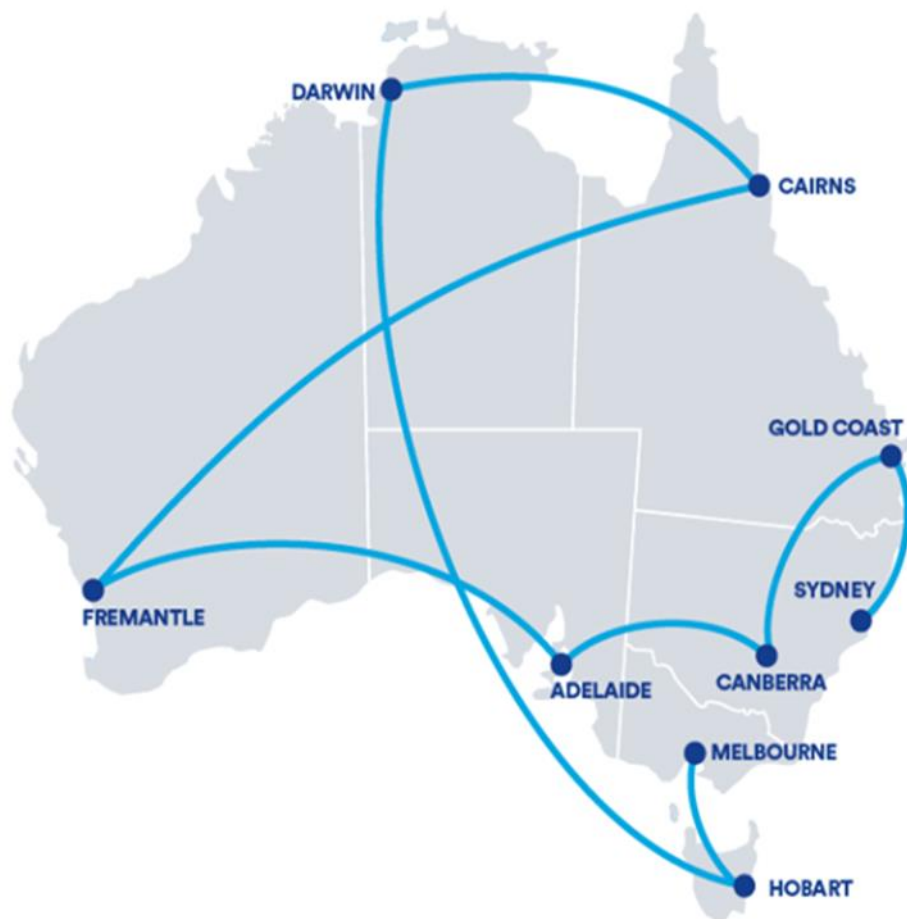 DARWIN
CAIRNS
GOLD COAST
SYDNEY
FREMANTLE
CANBERRA
ADELAIDE
MELBOURNE
HOBART